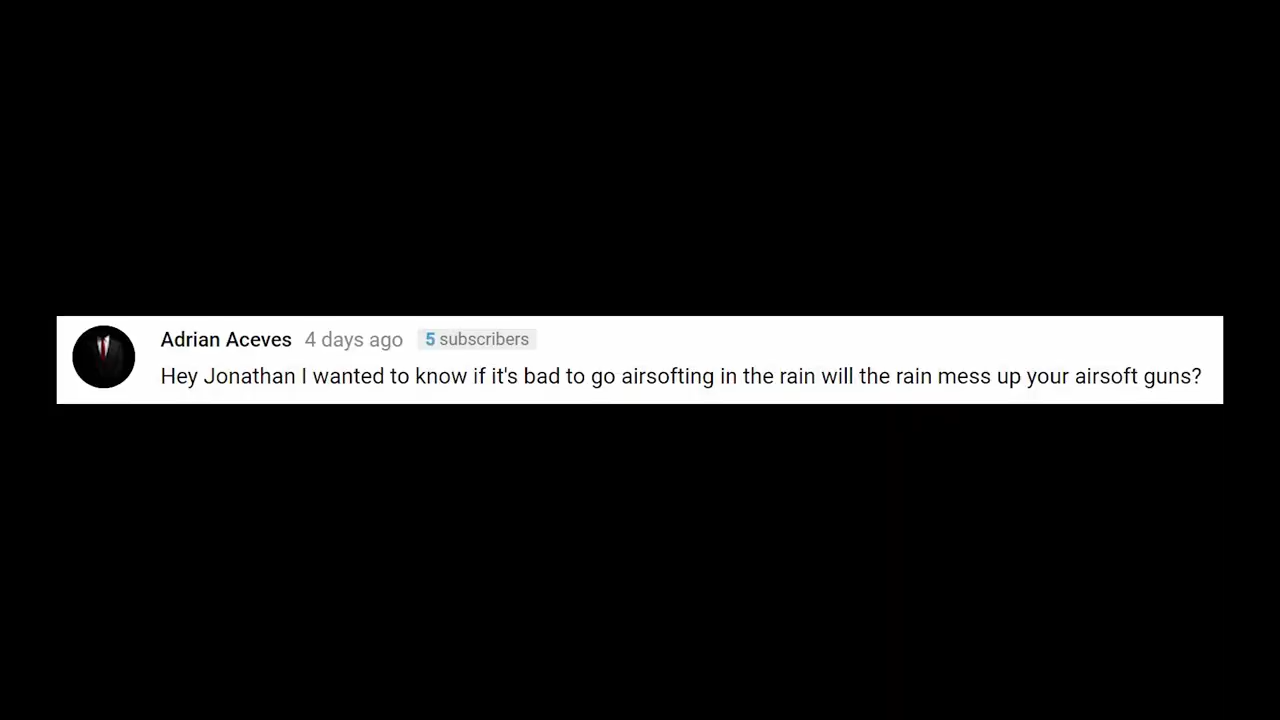 Adrian Aceves 4 days ago 5 subscribers
Hey Jonathan I wanted to know if it's bad to go airsofting in the rain will the rain mess up your airsoft guns?